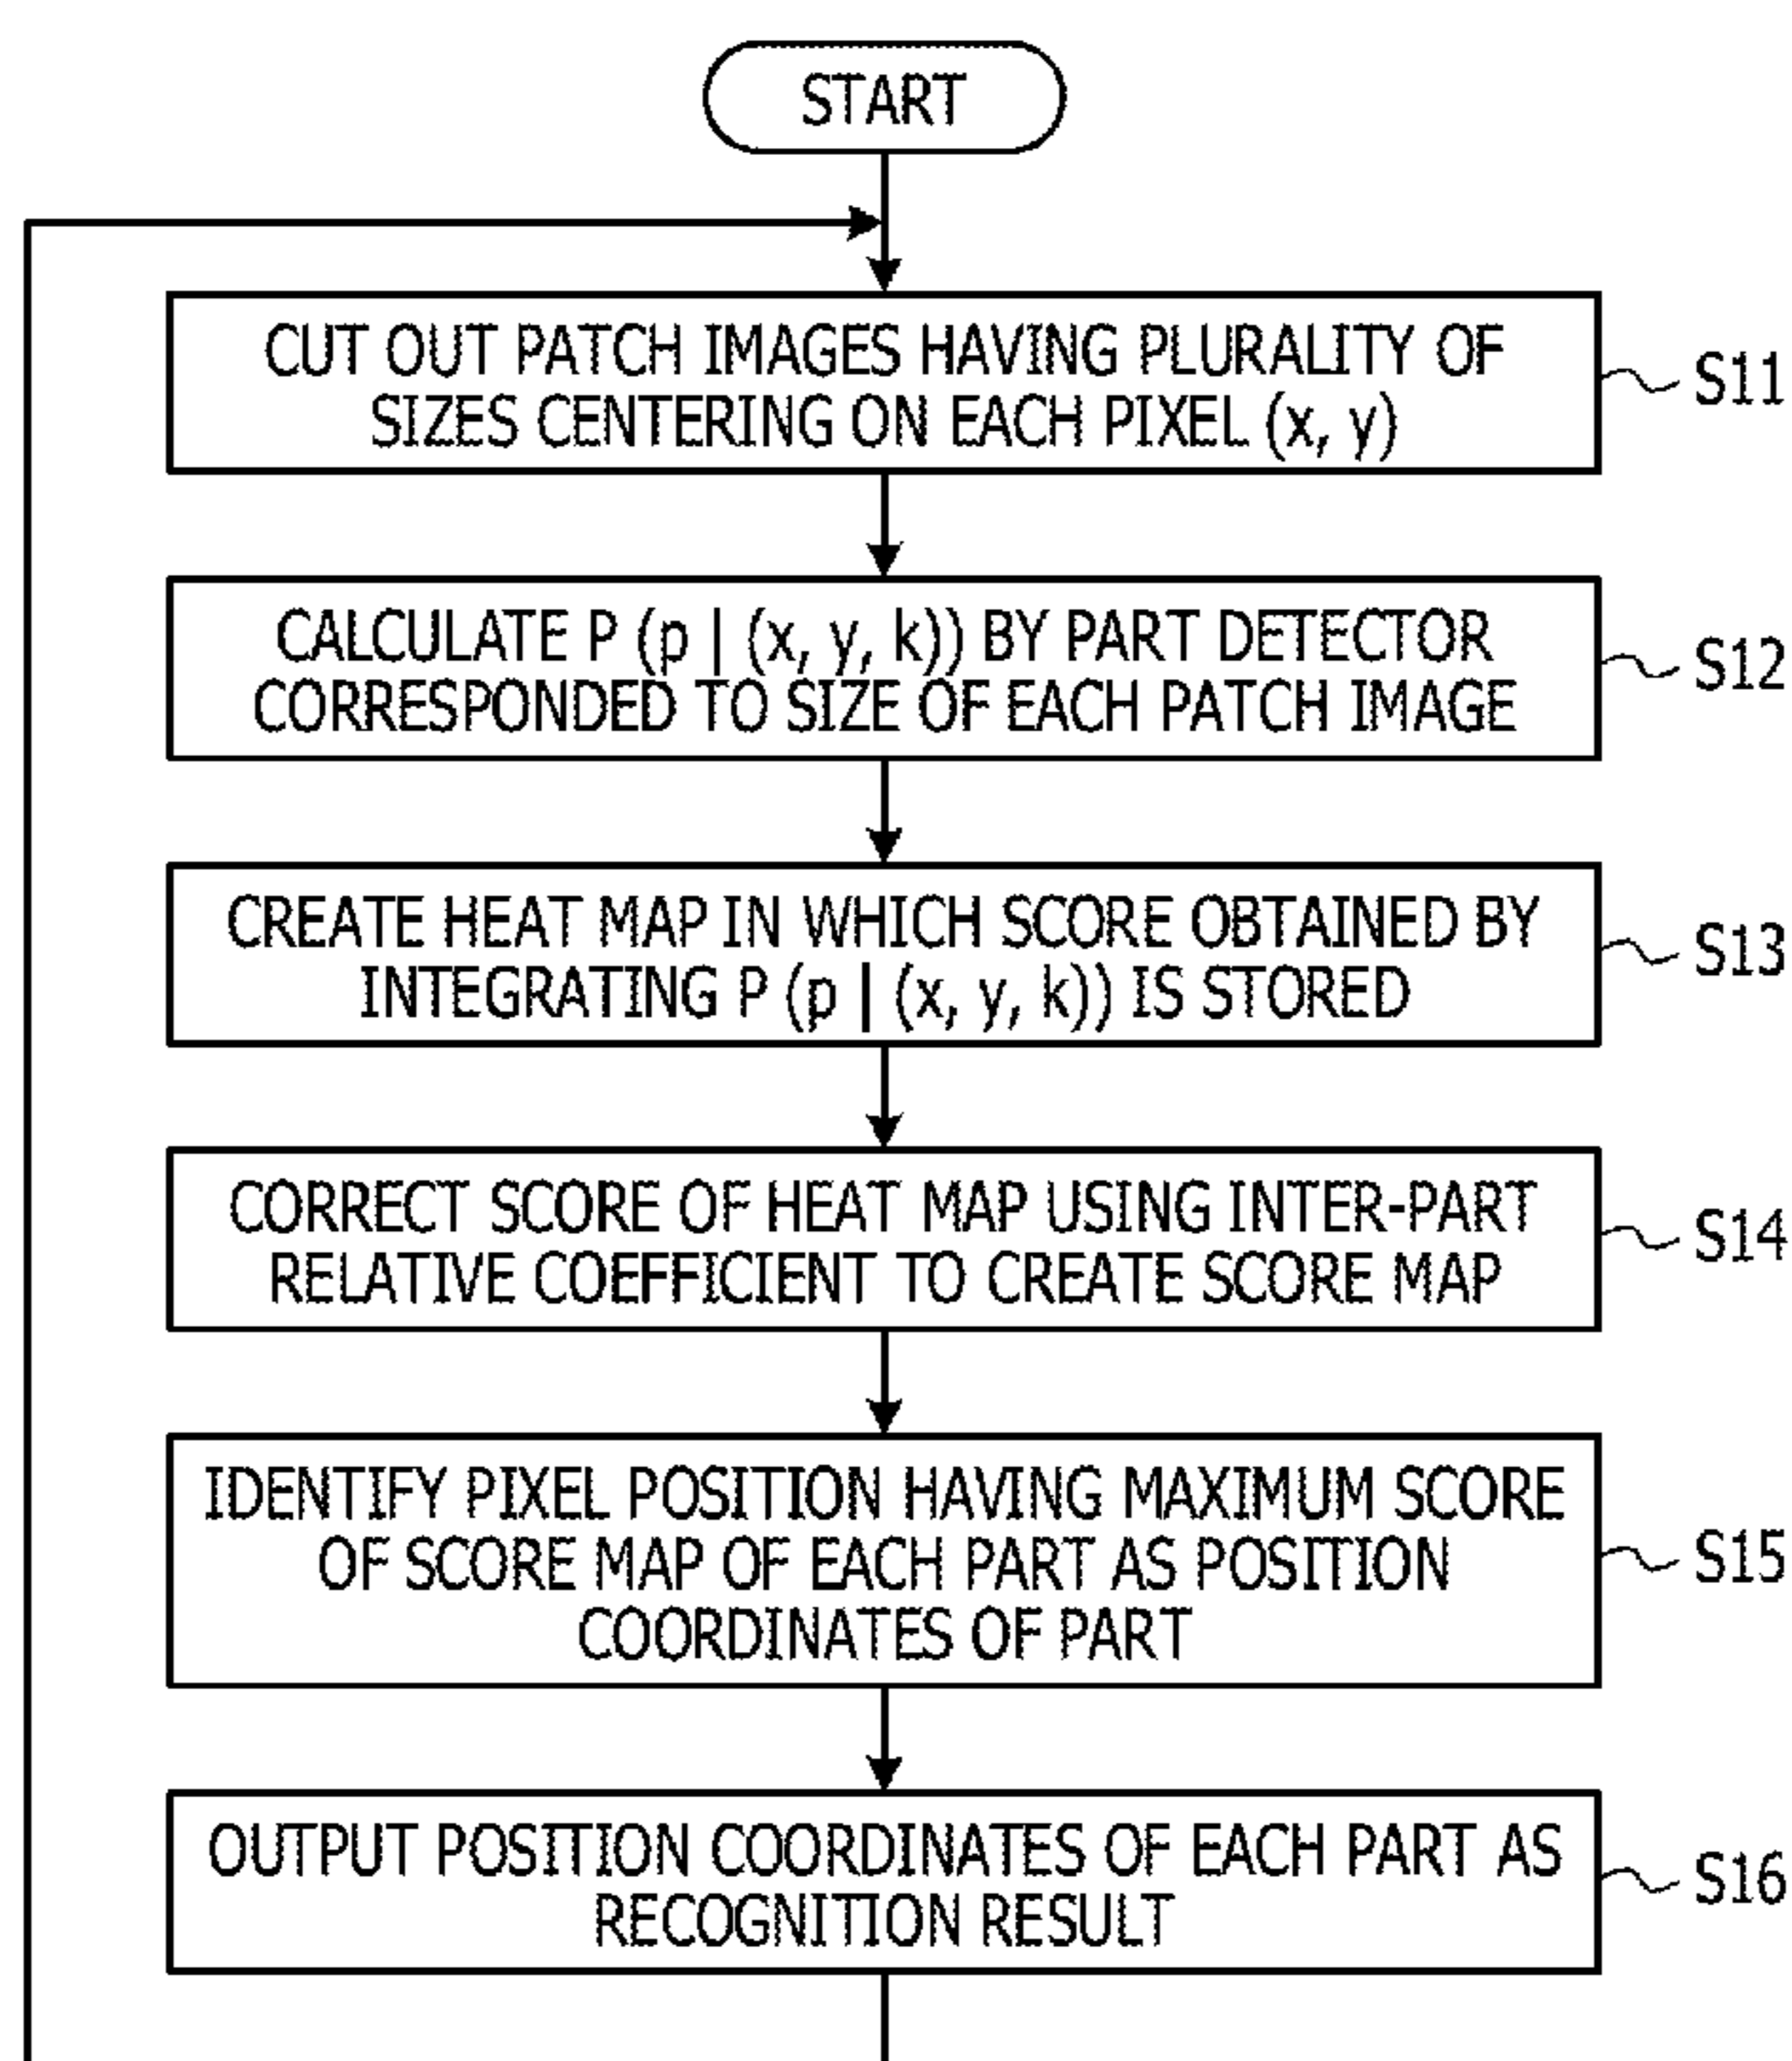 START
CUT OUT PATCH IMAGES HAVING PLURALITY OF
SIZES CENTERING ON EACH PIXEL (x, y)
S11
CALCULATE P (p | (x, y, k)) BY PART DETECTOR
CORRESPONDED TO SIZE OF EACH PATCH IMAGE
S12
CREATE HEAT MAP IN WHICH SCORE OBTAINED BY
INTEGRATING P (p | (x, y, k)) IS STORED
S13
CORRECT SCORE OF HEAT MAP USING INTER-PART
RELATIVE COEFFICIENT TO CREATE SCORE MAP
S14
IDENTIFY PIXEL POSITION HAVING MAXIMUM SCORE
OF SCORE MAP OF EACH PART AS POSITION
COORDINATES OF PART
S15
OUTPUT POSITION COORDINATES OF EACH PART AS
RECOGNITION RESULT
S16